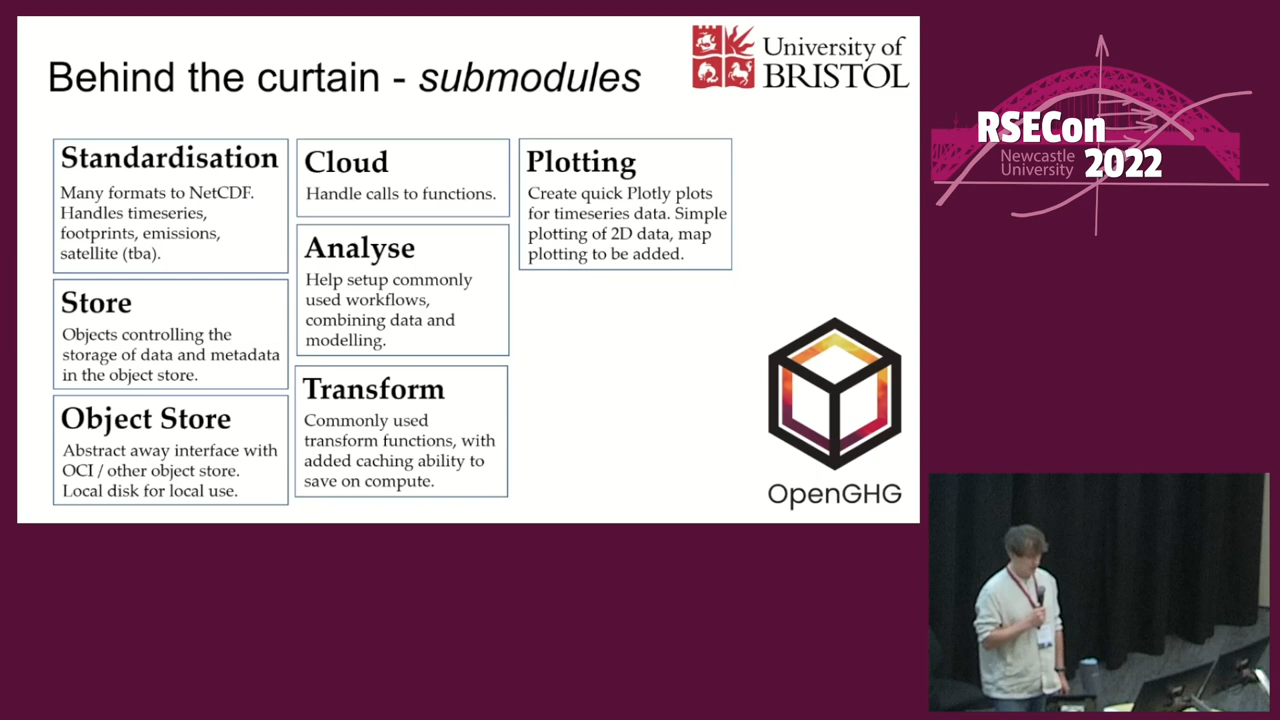 Behind the curtain - submodules
University of
BRISTOL
Standardisation
Many formats to NetCDF.
Handles timeseries,
footprints, emissions,
satellite (tba).
Store
Objects controlling the
storage of data and metadata
in the object store.
Object Store
Abstract away interface with
OCI / other object store.
Local disk for local use.
Cloud
Handle calls to functions.
Analyse
Help setup commonly
used workflows,
combining data and
modelling.
Transform
Commonly used
transform functions, with
added caching ability to
save on compute.
Plotting
Create quick Plotly plots
for timeseries data. Simple
plotting of 2D data, map
plotting to be added.
OpenGHG
RSECon
Newcastle
University
2022